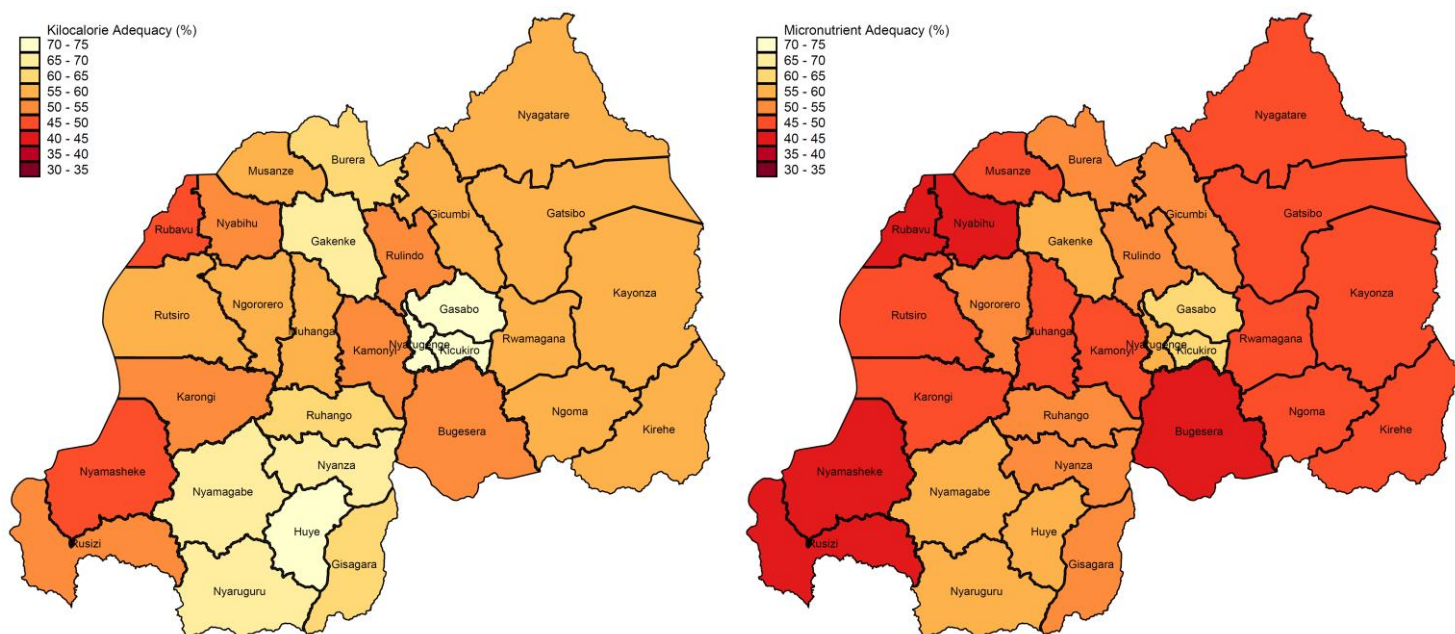 Kilocalorie Adequacy (%)
70 - 75
65 - 70
60 - 65
55 - 60
50 - 55
45 - 50
40 - 45
35 - 40
30 - 35
Nyagatare
Burera
Musanze
Gicumbi
Gatsibo
Rubavu
Nyabihu
Gakenke
Rulindo
Kayonza
Rutsiro
Ngororero
Muhanga
Gasabo
Kamonyi
Nyarugenge
Kicukiro
Rwamagana
Karongi
Ruhango
Bugesera
Ngoma
Kirehe
Nyamasheke
Nyamagabe
Nyanza
Huye
Rusizi
Gisagara
Nyaruguru
Micronutrient Adequacy (%)
70 - 75
65 - 70
60 - 65
55 - 60
50 - 55
45 - 50
40 - 45
35 - 40
30 - 35
Nyagatare
Burera
Musanze
Gicumbi
Gatsibo
Rubavu
Nyabihu
Gakenke
Rulindo
Kayonza
Rutsiro
Ngororero
Muhanga
Gasabo
Kamonyi
Nyarugenge
Kicukiro
Rwamagana
Karongi
Ruhango
Bugesera
Ngoma
Kirehe
Nyamasheke
Nyamagabe
Nyanza
Huye
Rusizi
Gisagara
Nyaruguru